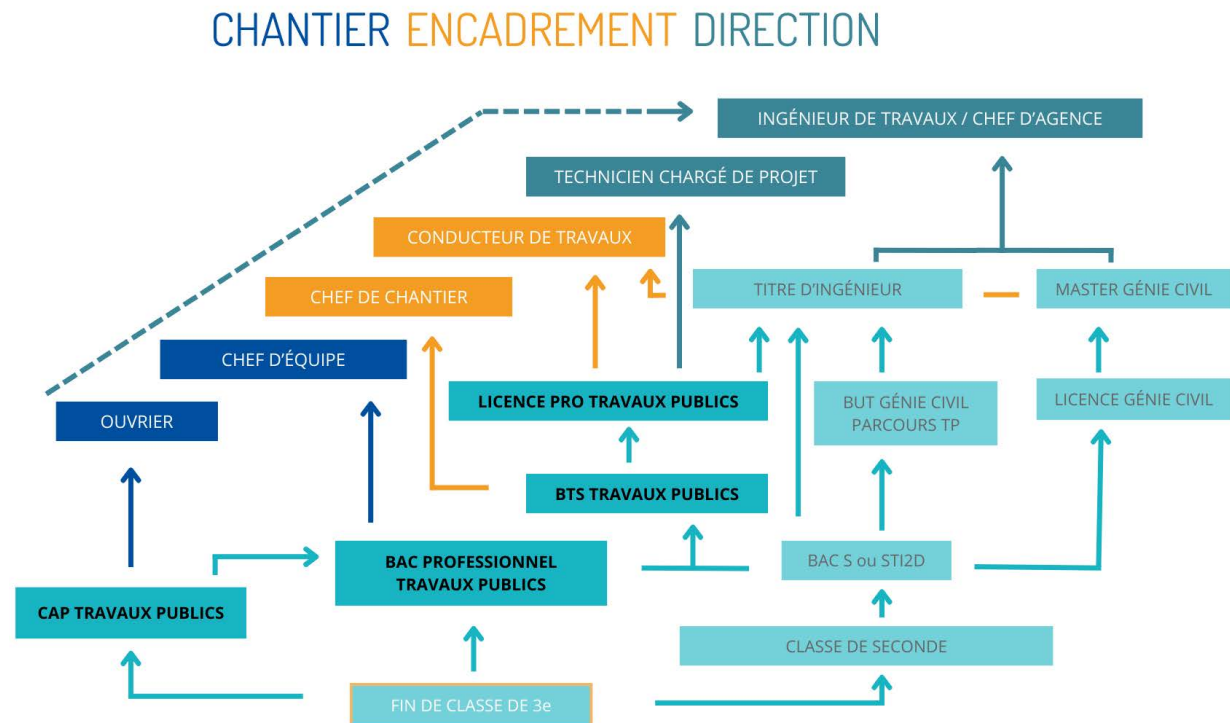 CHANTIER ENCADREMENT DIRECTION
INGÉNIEUR DE TRAVAUX / CHEF D'AGENCE
TECHNICIEN CHARGÉ DE PROJET
CONDUCTEUR DE TRAVAUX
CHEF DE CHANTIER
TITRE D'INGÉNIEUR
MASTER GÉNIE CIVIL
CHEF D'ÉQUIPE
LICENCE PRO TRAVAUX PUBLICS
BUT GÉNIE CIVIL
PARCOURS TP
LICENCE GÉNIE CIVIL
OUVRIER
BTS TRAVAUX PUBLICS
BAC PROFESSIONNEL
TRAVAUX PUBLICS
BAC S ou STI2D
CAP TRAVAUX PUBLICS
CLASSE DE SECONDE
FIN DE CLASSE DE 3e